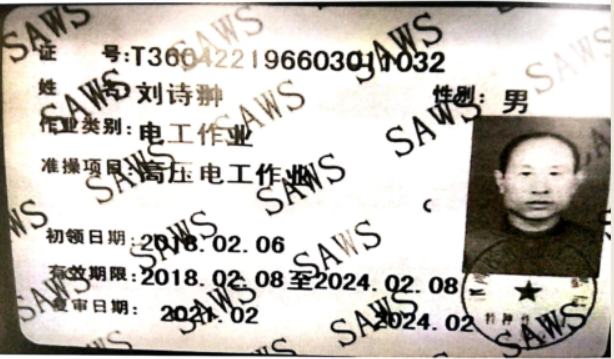 证 号:T360422196603011032
姓 名 刘诗翀 性别: 男
作业类别:电工作业
准操项目:高压电工作业
初领日期:2018.02.06
有效期限:2018.02.08至2024.02.08
复审日期: 2021.02 2024.02
SAWS